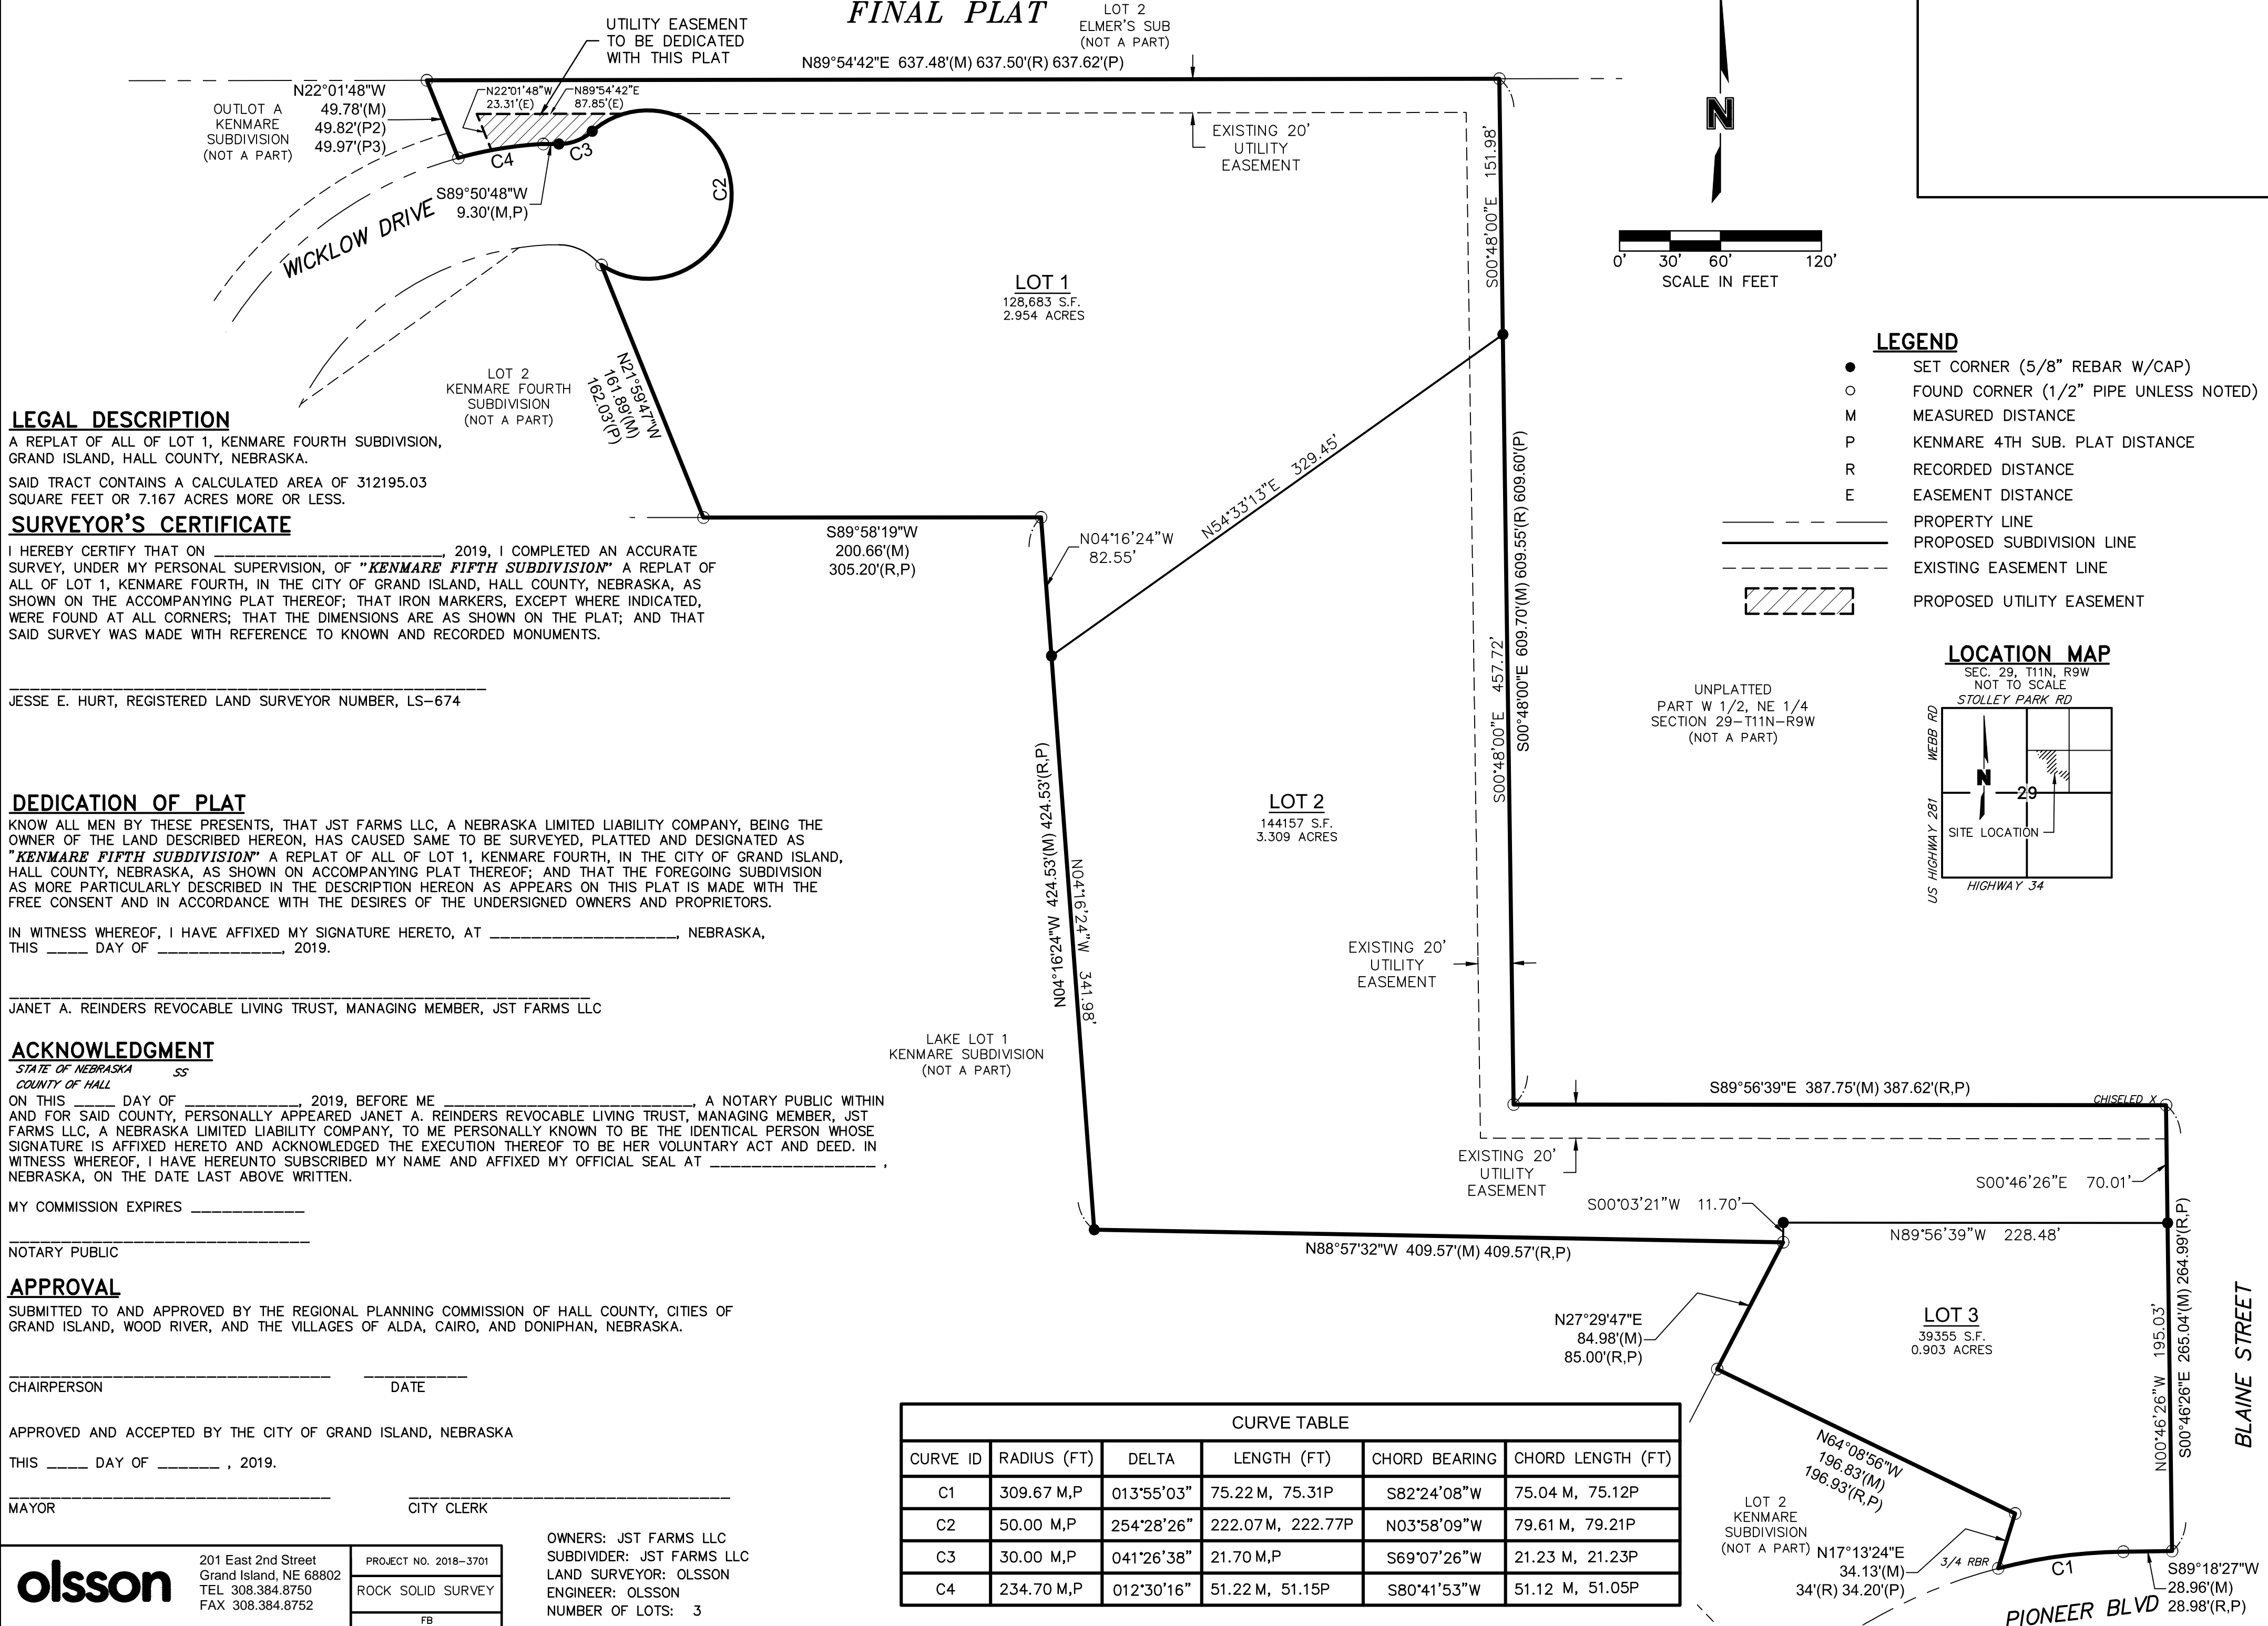 FINAL PLAT
LOT 2
ELMER'S SUB
(NOT A PART)
UTILITY EASEMENT
TO BE DEDICATED
WITH THIS PLAT
N89°54'42"E 637.48'(M) 637.50'(R) 637.62'(P)
N22°01'48"W
49.78'(M)
49.82'(P2)
49.97'(P3)
OUTLOT A
KENMARE
SUBDIVISION
(NOT A PART)
N22°01'48"W
23.31'(E)
N89°54'42"E
87.85'(E)
EXISTING 20'
UTILITY
EASEMENT
C4
C3
C2
S89°50'48"W
9.30'(M,P)
WICKLOW DRIVE
S00°48'00"E 151.98'
LOT 1
128,683 S.F.
2.954 ACRES
N
0' 30' 60' 120'
SCALE IN FEET
LEGEND
SET CORNER (5/8" REBAR W/CAP)
FOUND CORNER (1/2" PIPE UNLESS NOTED)
M MEASURED DISTANCE
P KENMARE 4TH SUB. PLAT DISTANCE
R RECORDED DISTANCE
E EASEMENT DISTANCE
PROPERTY LINE
PROPOSED SUBDIVISION LINE
EXISTING EASEMENT LINE
PROPOSED UTILITY EASEMENT
LOT 2
KENMARE FOURTH
SUBDIVISION
(NOT A PART)
N21°59'47"W
161.89'(M)
162.03'(P)
LEGAL DESCRIPTION
A REPLAT OF ALL OF LOT 1, KENMARE FOURTH SUBDIVISION,
GRAND ISLAND, HALL COUNTY, NEBRASKA.
SAID TRACT CONTAINS A CALCULATED AREA OF 312195.03
SQUARE FEET OR 7.167 ACRES MORE OR LESS.
SURVEYOR'S CERTIFICATE
I HEREBY CERTIFY THAT ON ______________________, 2019, I COMPLETED AN ACCURATE
SURVEY, UNDER MY PERSONAL SUPERVISION, OF "KENMARE FIFTH SUBDIVISION" A REPLAT OF
ALL OF LOT 1, KENMARE FOURTH, IN THE CITY OF GRAND ISLAND, HALL COUNTY, NEBRASKA, AS
SHOWN ON THE ACCOMPANYING PLAT THEREOF; THAT IRON MARKERS, EXCEPT WHERE INDICATED,
WERE FOUND AT ALL CORNERS; THAT THE DIMENSIONS ARE AS SHOWN ON THE PLAT; AND THAT
SAID SURVEY WAS MADE WITH REFERENCE TO KNOWN AND RECORDED MONUMENTS.
JESSE E. HURT, REGISTERED LAND SURVEYOR NUMBER, LS-674
S89°58'19"W
200.66'(M)
305.20'(R,P)
N04°16'24"W
82.55'
N54°33'13"E 329.45'
S00°48'00"E 457.72'
S00°48'00"E 609.70'(M) 609.55'(R) 609.60'(P)
UNPLATTED
PART W 1/2, NE 1/4
SECTION 29-T11N-R9W
(NOT A PART)
LOCATION MAP
SEC. 29, T11N, R9W
NOT TO SCALE
STOLLEY PARK RD
WEBB RD
US HIGHWAY 281
N
29
SITE LOCATION
HIGHWAY 34
DEDICATION OF PLAT
KNOW ALL MEN BY THESE PRESENTS, THAT JST FARMS LLC, A NEBRASKA LIMITED LIABILITY COMPANY, BEING THE
OWNER OF THE LAND DESCRIBED HEREON, HAS CAUSED SAME TO BE SURVEYED, PLATTED AND DESIGNATED AS
"KENMARE FIFTH SUBDIVISION" A REPLAT OF ALL OF LOT 1, KENMARE FOURTH, IN THE CITY OF GRAND ISLAND,
HALL COUNTY, NEBRASKA, AS SHOWN ON ACCOMPANYING PLAT THEREOF; AND THAT THE FOREGOING SUBDIVISION
AS MORE PARTICULARLY DESCRIBED IN THE DESCRIPTION HEREON AS APPEARS ON THIS PLAT IS MADE WITH THE
FREE CONSENT AND IN ACCORDANCE WITH THE DESIRES OF THE UNDERSIGNED OWNERS AND PROPRIETORS.
IN WITNESS WHEREOF, I HAVE AFFIXED MY SIGNATURE HERETO, AT __________________, NEBRASKA,
THIS ____ DAY OF ____________, 2019.
JANET A. REINDERS REVOCABLE LIVING TRUST, MANAGING MEMBER, JST FARMS LLC
LOT 2
144157 S.F.
3.309 ACRES
N04°16'24"W 424.53'(M) 424.53'(R,P)
N04°16'24"W 341.98'
EXISTING 20'
UTILITY
EASEMENT
LAKE LOT 1
KENMARE SUBDIVISION
(NOT A PART)
ACKNOWLEDGMENT
STATE OF NEBRASKA SS
COUNTY OF HALL
ON THIS ____ DAY OF ___________, 2019, BEFORE ME ________________________, A NOTARY PUBLIC WITHIN
AND FOR SAID COUNTY, PERSONALLY APPEARED JANET A. REINDERS REVOCABLE LIVING TRUST, MANAGING MEMBER, JST
FARMS LLC, A NEBRASKA LIMITED LIABILITY COMPANY, TO ME PERSONALLY KNOWN TO BE THE IDENTICAL PERSON WHOSE
SIGNATURE IS AFFIXED HERETO AND ACKNOWLEDGED THE EXECUTION THEREOF TO BE HER VOLUNTARY ACT AND DEED. IN
WITNESS WHEREOF, I HAVE HEREUNTO SUBSCRIBED MY NAME AND AFFIXED MY OFFICIAL SEAL AT ________________ ,
NEBRASKA, ON THE DATE LAST ABOVE WRITTEN.
MY COMMISSION EXPIRES ___________
NOTARY PUBLIC
S89°56'39"E 387.75'(M) 387.62'(R,P)
CHISELED X
EXISTING 20'
UTILITY
EASEMENT
S00°03'21"W 11.70'
S00°46'26"E 70.01'
N89°56'39"W 228.48'
N88°57'32"W 409.57'(M) 409.57'(R,P)
S00°46'26"E 265.04'(M) 264.99'(R,P)
N00°46'26"W 195.03'
BLAINE STREET
N27°29'47"E
84.98'(M)
85.00'(R,P)
LOT 3
39355 S.F.
0.903 ACRES
N64°08'56"W
196.83'(M)
196.93'(R,P)
LOT 2
KENMARE
SUBDIVISION
(NOT A PART)
N17°13'24"E
34.13'(M)
34'(R) 34.20'(P)
3/4 RBR
C1
S89°18'27"W
28.96'(M)
28.98'(R,P)
PIONEER BLVD
APPROVAL
SUBMITTED TO AND APPROVED BY THE REGIONAL PLANNING COMMISSION OF HALL COUNTY, CITIES OF
GRAND ISLAND, WOOD RIVER, AND THE VILLAGES OF ALDA, CAIRO, AND DONIPHAN, NEBRASKA.
CHAIRPERSON DATE
APPROVED AND ACCEPTED BY THE CITY OF GRAND ISLAND, NEBRASKA
THIS ____ DAY OF ______ , 2019.
MAYOR CITY CLERK
CURVE TABLE
CURVE ID RADIUS (FT) DELTA LENGTH (FT) CHORD BEARING CHORD LENGTH (FT)
C1 309.67 M,P 013°55'03" 75.22 M, 75.31P S82°24'08"W 75.04 M, 75.12P
C2 50.00 M,P 254°28'26" 222.07 M, 222.77P N03°58'09"W 79.61 M, 79.21P
C3 30.00 M,P 041°26'38" 21.70 M,P S69°07'26"W 21.23 M, 21.23P
C4 234.70 M,P 012°30'16" 51.22 M, 51.15P S80°41'53"W 51.12 M, 51.05P
olsson
201 East 2nd Street
Grand Island, NE 68802
TEL 308.384.8750
FAX 308.384.8752
PROJECT NO. 2018-3701
ROCK SOLID SURVEY
FB
OWNERS: JST FARMS LLC
SUBDIVIDER: JST FARMS LLC
LAND SURVEYOR: OLSSON
ENGINEER: OLSSON
NUMBER OF LOTS: 3